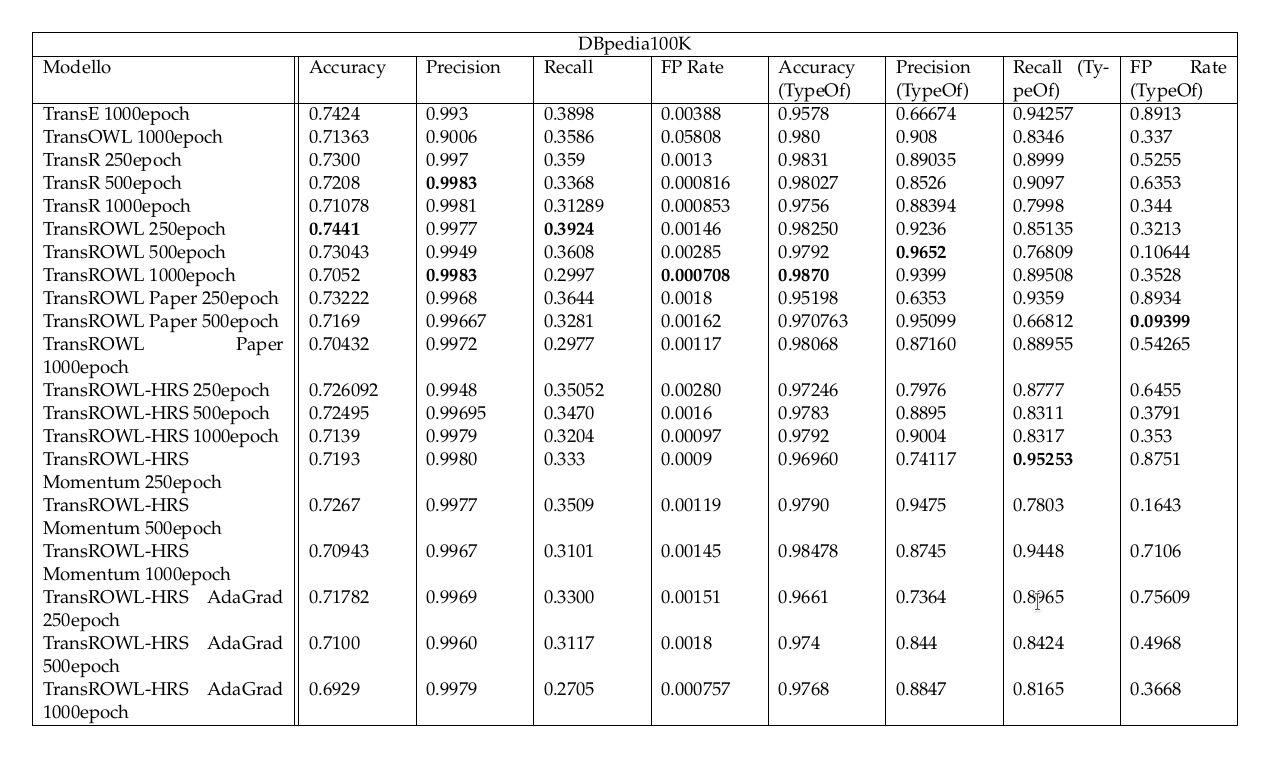 DBpedia100K
Modello Accuracy Precision Recall FP Rate Accuracy Precision Recall (Ty- FP Rate
(TypeOf) (TypeOf) peOf) (TypeOf)
TransE 1000epoch 0.7424 0.993 0.3898 0.00388 0.9578 0.66674 0.94257 0.8913
TransOWL 1000epoch 0.71363 0.9006 0.3586 0.05808 0.980 0.908 0.8346 0.337
TransR 250epoch 0.7300 0.997 0.359 0.0013 0.9831 0.89035 0.8999 0.5255
TransR 500epoch 0.7208 0.9983 0.3368 0.000816 0.98027 0.8526 0.9097 0.6353
TransR 1000epoch 0.71078 0.9981 0.31289 0.000853 0.9756 0.88394 0.7998 0.344
TransROWL 250epoch 0.7441 0.9977 0.3924 0.00146 0.98250 0.9236 0.85135 0.3213
TransROWL 500epoch 0.73043 0.9949 0.3608 0.00285 0.9792 0.9652 0.76809 0.10644
TransROWL 1000epoch 0.7052 0.9983 0.2997 0.000708 0.9870 0.9399 0.89508 0.3528
TransROWL Paper 250epoch 0.73222 0.9968 0.3644 0.0018 0.95198 0.6353 0.9359 0.8934
TransROWL Paper 500epoch 0.7169 0.99667 0.3281 0.00162 0.970763 0.95099 0.66812 0.09399
TransROWL Paper 0.70432 0.9972 0.2977 0.00117 0.98068 0.87160 0.88955 0.54265
1000epoch
TransROWL-HRS 250epoch 0.726092 0.9948 0.35052 0.00280 0.97246 0.7976 0.8777 0.6455
TransROWL-HRS 500epoch 0.72495 0.99695 0.3470 0.0016 0.9783 0.8895 0.8311 0.3791
TransROWL-HRS 1000epoch 0.7139 0.9979 0.3204 0.00097 0.9792 0.9004 0.8317 0.353
TransROWL-HRS 0.7193 0.9980 0.333 0.0009 0.96960 0.74117 0.95253 0.8751
Momentum 250epoch
TransROWL-HRS 0.7267 0.9977 0.3509 0.00119 0.9790 0.9475 0.7803 0.1643
Momentum 500epoch
TransROWL-HRS 0.70943 0.9967 0.3101 0.00145 0.98478 0.8745 0.9448 0.7106
Momentum 1000epoch
TransROWL-HRS AdaGrad 0.71782 0.9969 0.3300 0.00151 0.9661 0.7364 0.8965 0.75609
250epoch
TransROWL-HRS AdaGrad 0.7100 0.9960 0.3117 0.0018 0.974 0.844 0.8424 0.4968
500epoch
TransROWL-HRS AdaGrad 0.6929 0.9979 0.2705 0.000757 0.9768 0.8847 0.8165 0.3668
1000epoch